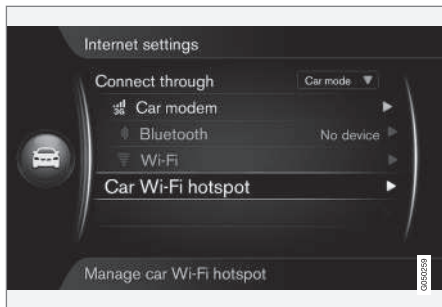 Internet settings
Connect through Car mode
3G Car modem
Bluetooth No device
Wi-Fi
Car Wi-Fi hotspot
Manage car Wi-Fi hotspot
G050259